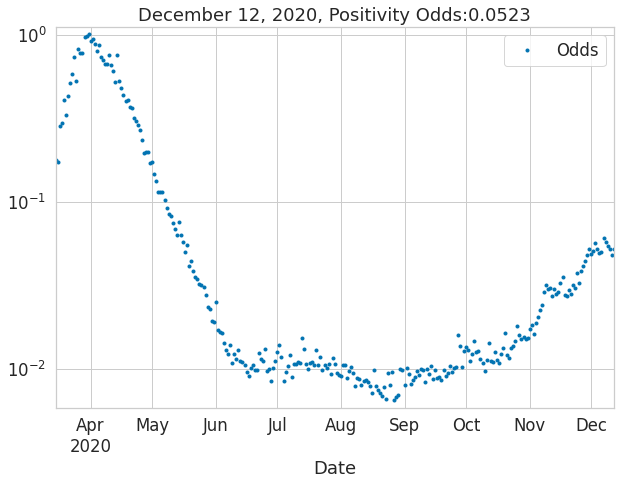 December 12, 2020, Positivity Odds:0.0523
10⁰
Odds
10⁻¹
10⁻²
Apr May Jun Jul Aug Sep Oct Nov Dec
2020
Date